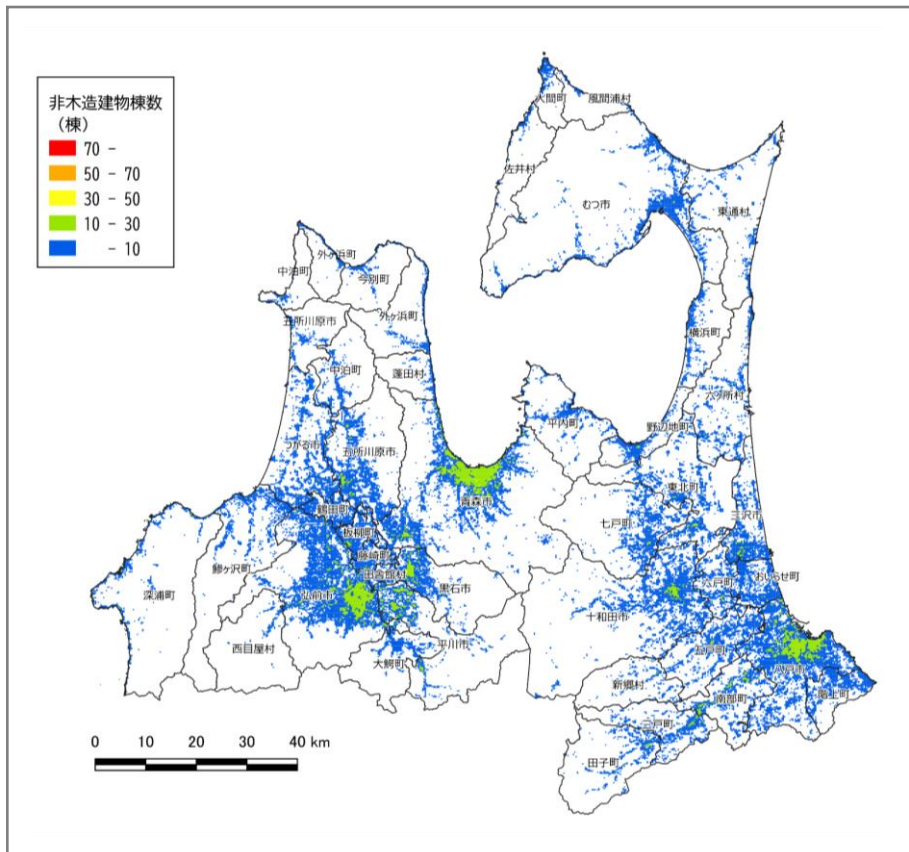 非木造建物棟数
（棟）
70 -
50 - 70
30 - 50
10 - 30
- 10
大間町
風間浦村
佐井村
むつ市
東通村
外ヶ浜町
中泊町
今別町
五所川原市
外ヶ浜町
横浜町
中泊町
蓬田村
六ヶ所村
平内町
野辺地町
つがる市
五所川原市
青森市
東北町
鶴田町
七戸町
三沢市
板柳町
藤崎町
田舎館村
鰺ヶ沢町
六戸町
おいらせ町
深浦町
弘前市
黒石市
十和田市
西目屋村
平川市
五戸町
大鰐町
八戸市
新郷村
南部町
階上町
三戸町
田子町
0 10 20 30 40 km